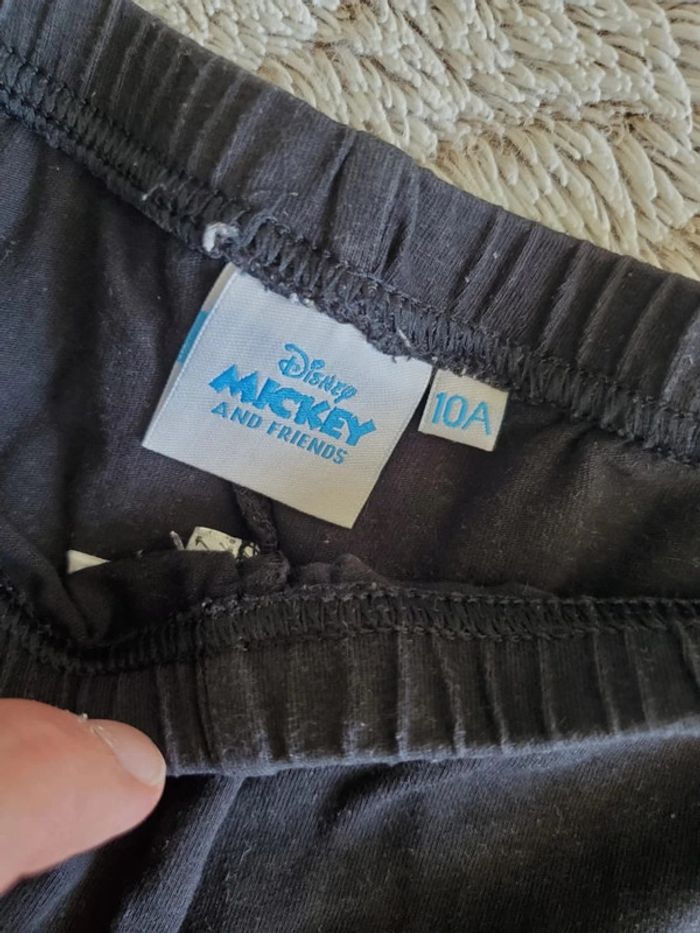 Disney
MICKEY
AND FRIENDS
10A